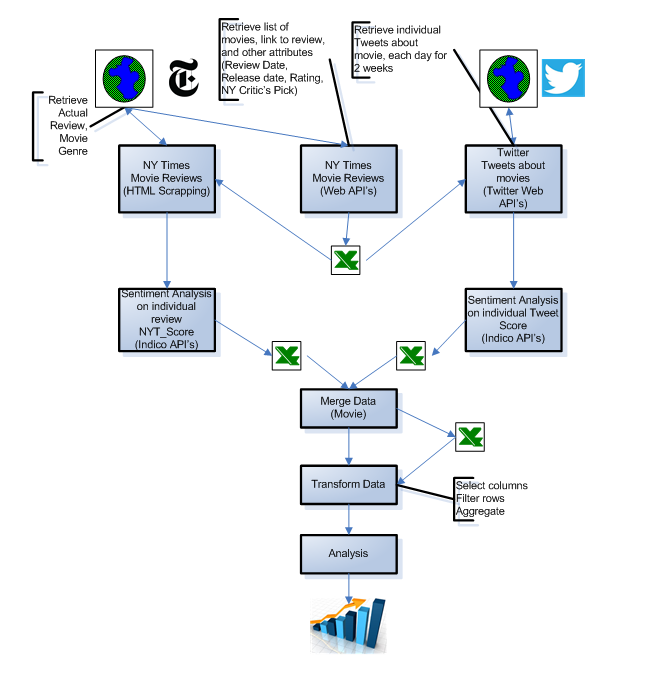 Retrieve list of
movies, link to review,
and other attributes
(Review Date,
Release date, Rating,
NY Critic's Pick)
Retrieve individual
Tweets about
movie, each day for
2 weeks
Retrieve
Actual
Review,
Movie
Genre
NY Times
Movie Reviews
(HTML Scrapping)
NY Times
Movie Reviews
(Web API's)
Twitter
Tweets about
movies
(Twitter Web
API's)
Sentiment Analysis
on individual
review
NYT_Score
(Indico API's)
Sentiment Analysis
on individual Tweet
Score
(Indico API's)
Merge Data
(Movie)
Transform Data
Select columns
Filter rows
Aggregate
Analysis